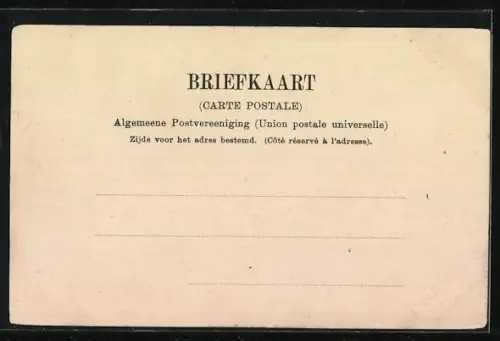 BRIEFKAART
(CARTE POSTALE)
Algemeene Postvereeniging (Union postale universelle)
Zijde voor het adres bestemd. (Côté réservé à l'adresse).